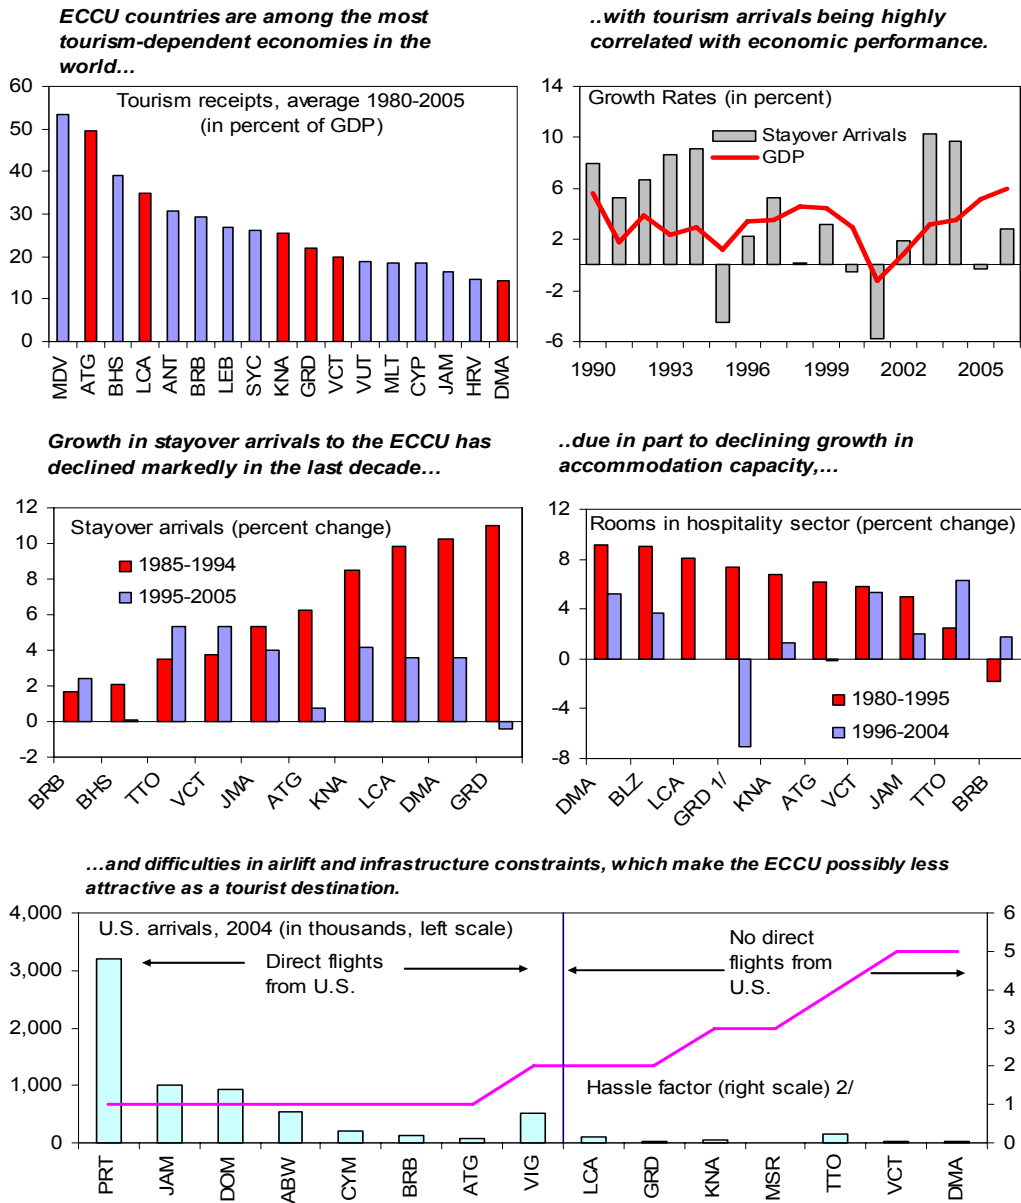 ECCU countries are among the most
tourism-dependent economies in the
world...
Tourism receipts, average 1980-2005
(in percent of GDP)
60
50
40
30
20
10
0
MDV
ATG
BHS
LCA
ANT
BRB
LEB
SYC
KNA
GRD
VCT
VUT
MLT
CYP
JAM
HRV
DMA
..with tourism arrivals being highly
correlated with economic performance.
Growth Rates (in percent)
Stayover Arrivals
GDP
14
10
6
2
-2
-6
1990
1993
1996
1999
2002
2005
Growth in stayover arrivals to the ECCU has
declined markedly in the last decade...
Stayover arrivals (percent change)
1985-1994
1995-2005
12
10
8
6
4
2
0
-2
BRB
BHS
TTO
VCT
JMA
ATG
KNA
LCA
DMA
GRD
..due in part to declining growth in
accommodation capacity,...
Rooms in hospitality sector (percent change)
12
8
4
0
-4
-8
1980-1995
1996-2004
DMA
BLZ
LCA
GRD 1/
KNA
ATG
VCT
JAM
TTO
BRB
...and difficulties in airlift and infrastructure constraints, which make the ECCU possibly less
attractive as a tourist destination.
U.S. arrivals, 2004 (in thousands, left scale)
Direct flights
from U.S.
No direct
flights from
U.S.
Hassle factor (right scale) 2/
4,000
3,000
2,000
1,000
0
6
5
4
3
2
1
0
PRT
JAM
DOM
ABW
CYM
BRB
ATG
VIG
LCA
GRD
KNA
MSR
TTO
VCT
DMA